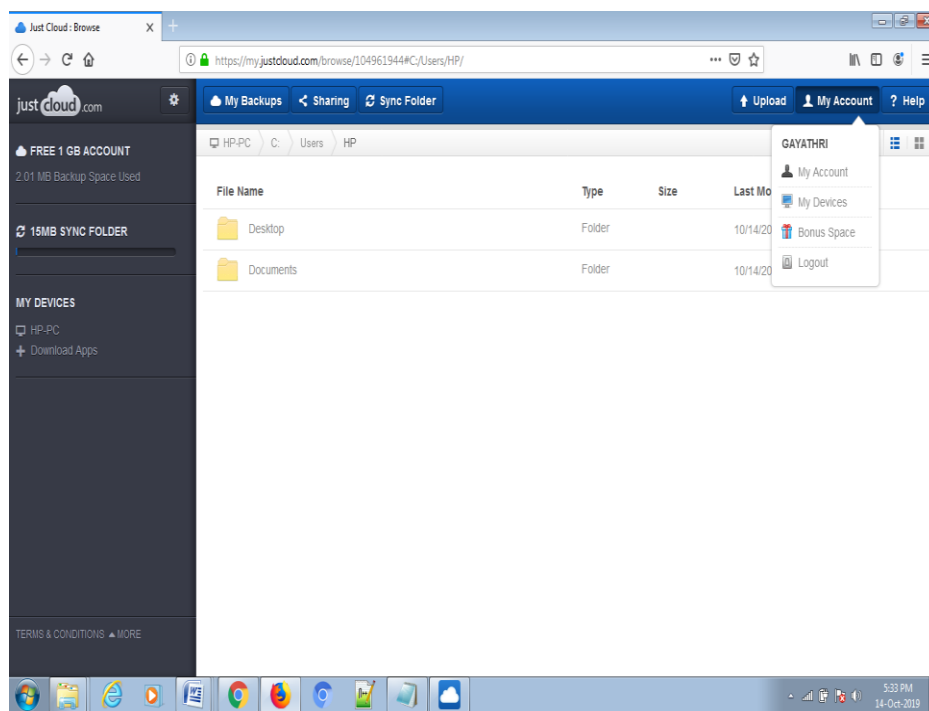 Just Cloud : Browse X +
https://my.justcloud.com/browse/104961944#C:/Users/HP/
just cloud .com
My Backups Sharing Sync Folder Upload My Account ? Help
FREE 1 GB ACCOUNT
2.01 MB Backup Space Used
15MB SYNC FOLDER
MY DEVICES
HP-PC
Download Apps
TERMS & CONDITIONS MORE
HP-PC C: Users HP
File Name Type Size Last Mo
Desktop Folder 10/14/20
Documents Folder 10/14/20
GAYATHRI
My Account
My Devices
Bonus Space
Logout
5:33 PM
14-Oct-2019